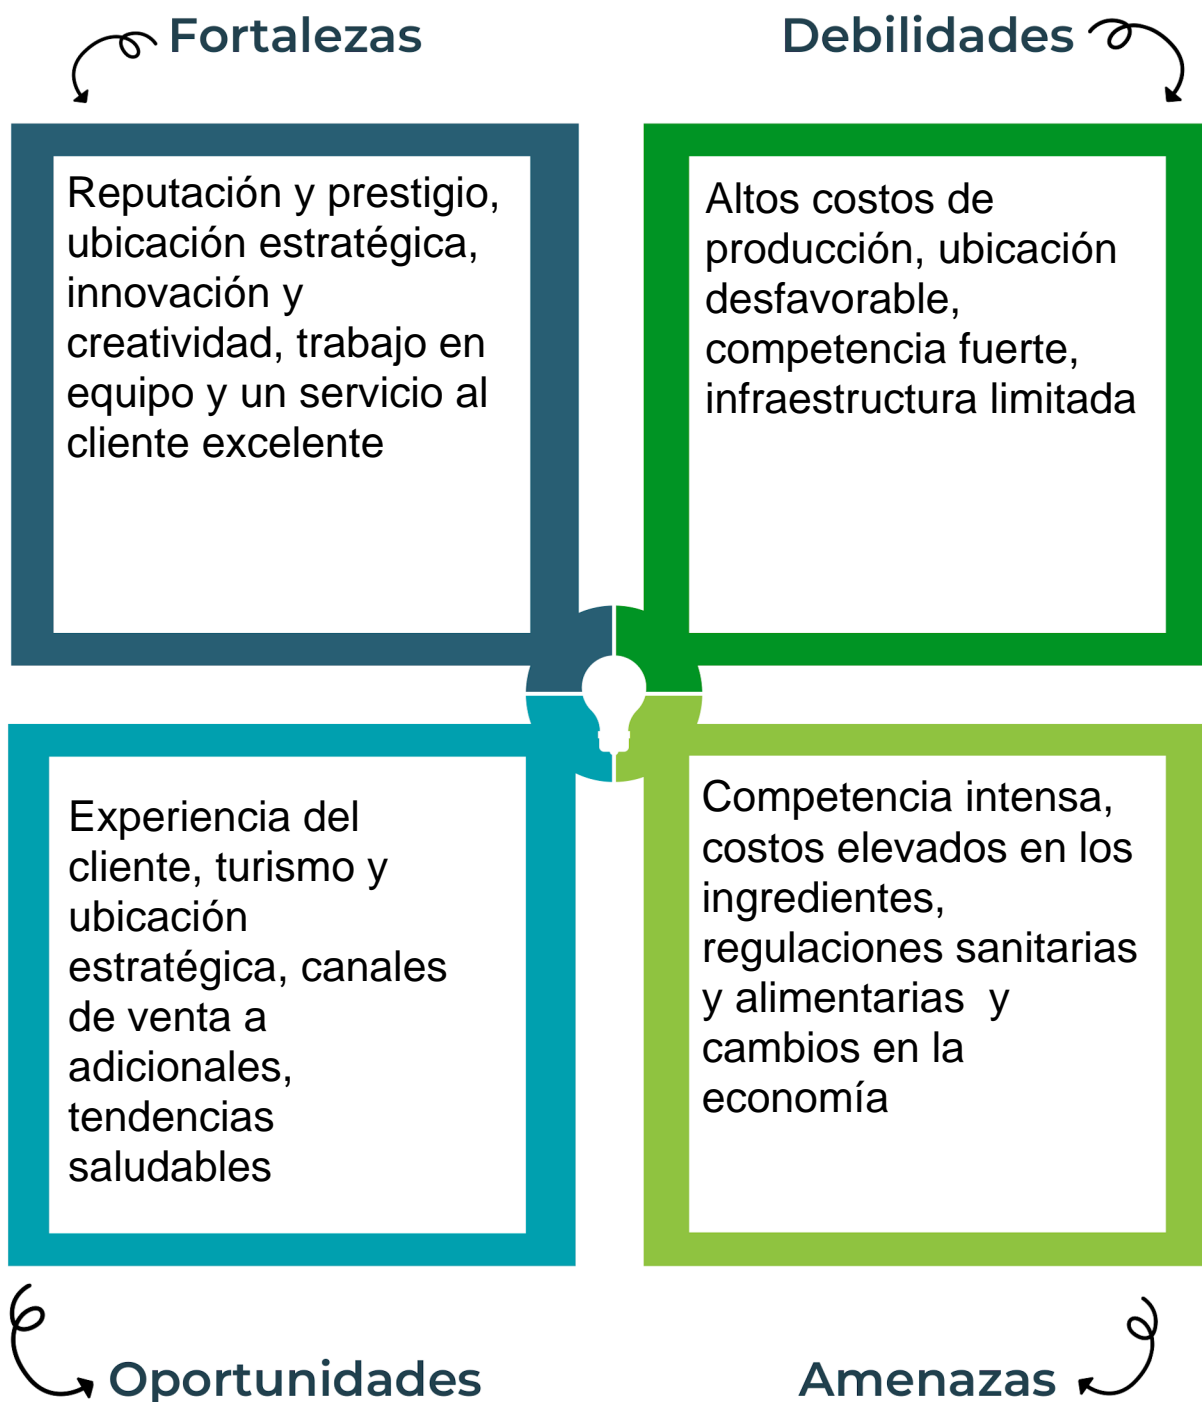 Fortalezas
Reputación y prestigio,
ubicación estratégica,
innovación y
creatividad, trabajo en
equipo y un servicio al
cliente excelente
Debilidades
Altos costos de
producción, ubicación
desfavorable,
competencia fuerte,
infraestructura limitada
Experiencia del
cliente, turismo y
ubicación
estratégica, canales
de venta a
adicionales,
tendencias
saludables
Oportunidades
Competencia intensa,
costos elevados en los
ingredientes,
regulaciones sanitarias
y alimentarias  y
cambios en la
economía
Amenazas